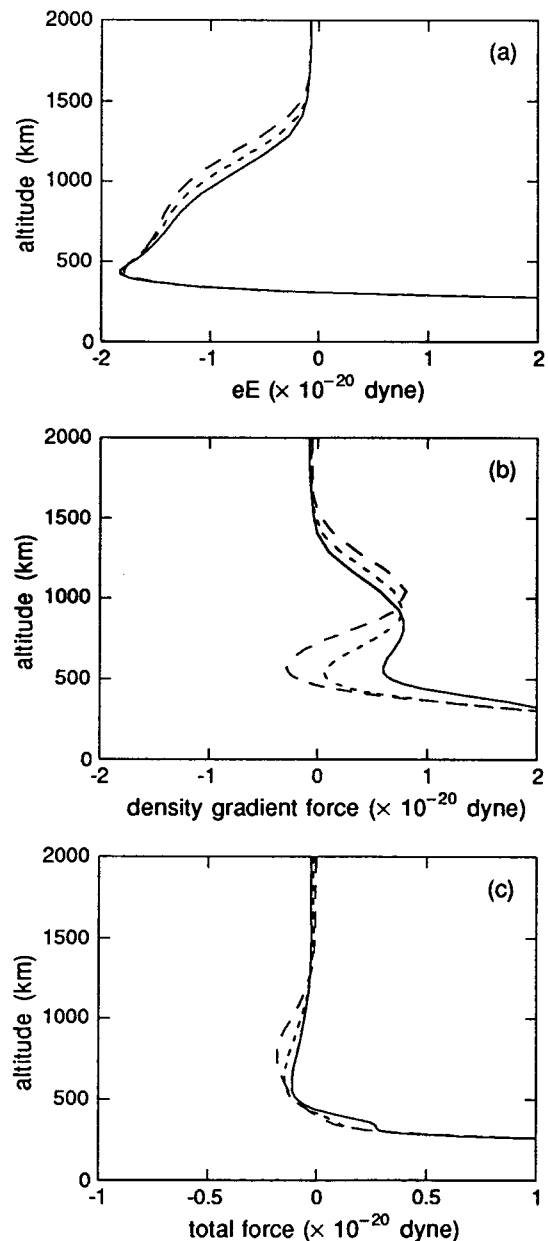 (a)
altitude (km)
2000
1500
1000
500
0
-2 -1 0 1 2
eE (× 10⁻²⁰ dyne)
(b)
altitude (km)
2000
1500
1000
500
0
-2 -1 0 1 2
density gradient force (× 10⁻²⁰ dyne)
(c)
altitude (km)
2000
1500
1000
500
0
-1 -0.5 0 0.5 1
total force (× 10⁻²⁰ dyne)